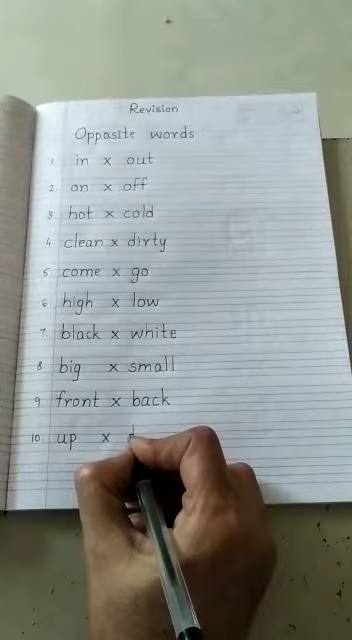 Revision
Opposite words
1. in x out
2. on x off
3 hot x cold
4 clean x dirty
5 come x go
6 high x low
7. black x white
8 big x small
9 front x back
10 up x